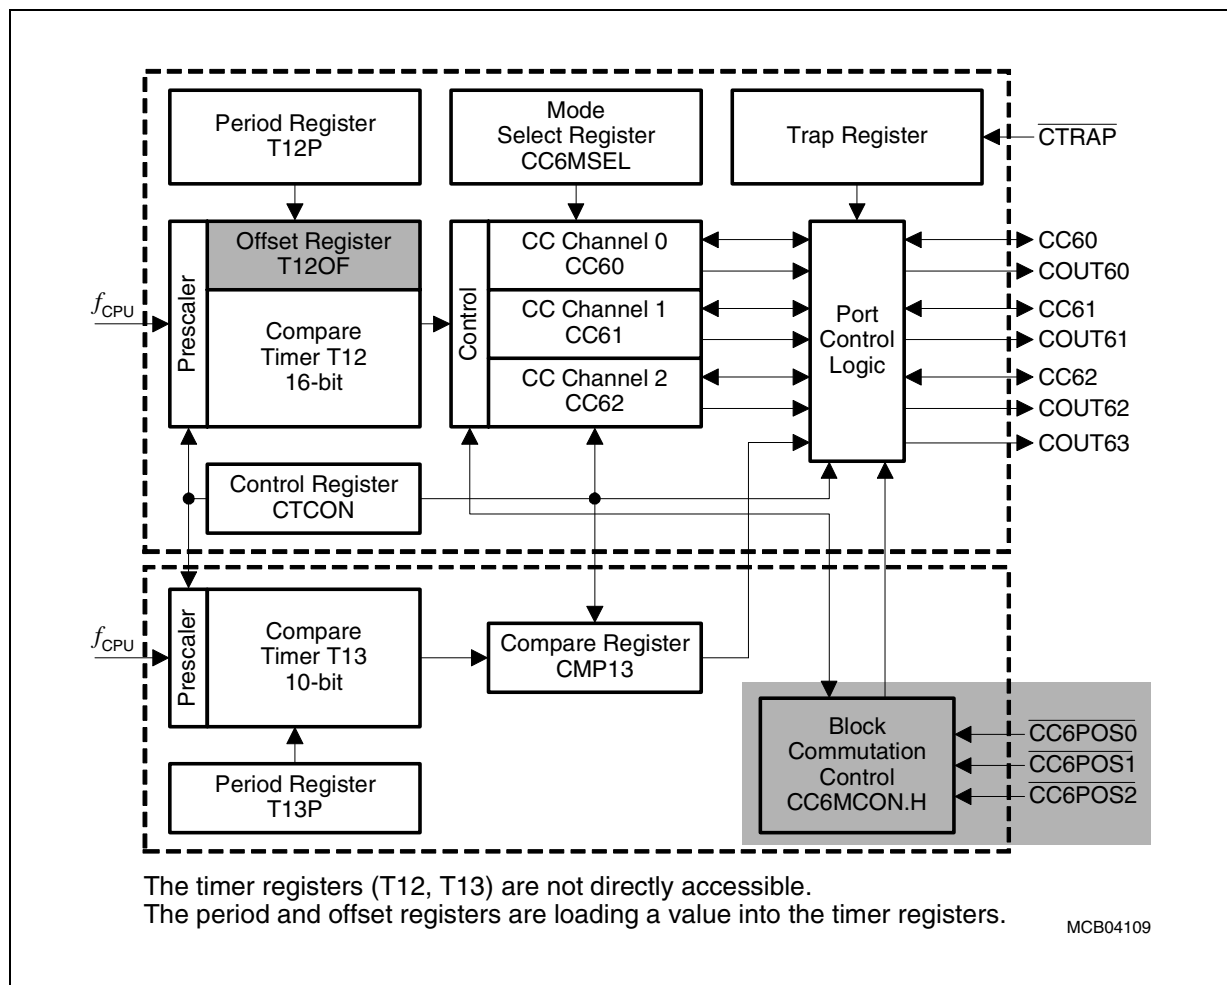 Period Register
T12P
Mode
Select Register
CC6MSEL
Trap Register
CTRAP
Prescaler
Offset Register
T12OF
Compare
Timer T12
16-bit
fCPU
Control
CC Channel 0
CC60
CC Channel 1
CC61
CC Channel 2
CC62
Port
Control
Logic
CC60
COUT60
CC61
COUT61
CC62
COUT62
COUT63
Control Register
CTCON
fCPU
Prescaler
Compare
Timer T13
10-bit
Compare Register
CMP13
Period Register
T13P
Block
Commutation
Control
CC6MCON.H
CC6POS0
CC6POS1
CC6POS2
The timer registers (T12, T13) are not directly accessible.
The period and offset registers are loading a value into the timer registers.
MCB04109